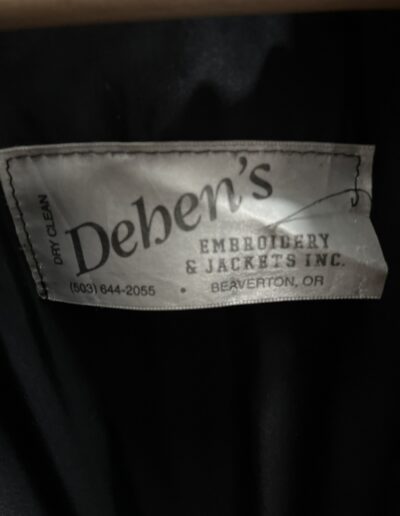 DRY CLEAN
Deben's
EMBROIDERY
& JACKETS INC.
(503) 644-2055 • BEAVERTON, OR